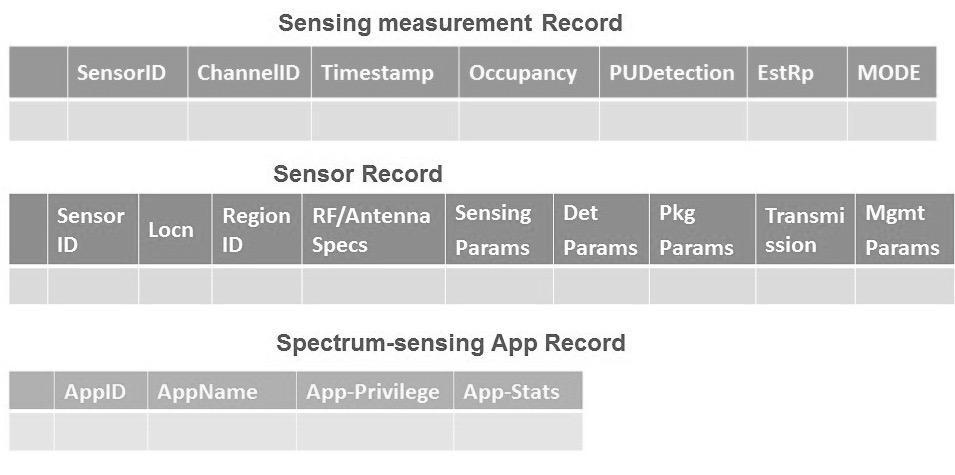 Sensing measurement Record
SensorID ChannelID Timestamp Occupancy PUDetection EstRp MODE
Sensor Record
Sensor ID Locn Region ID RF/Antenna Specs Sensing Params Det Params Pkg Params Transmi ssion Mgmt Params
Spectrum-sensing App Record
AppID AppName App-Privilege App-Stats